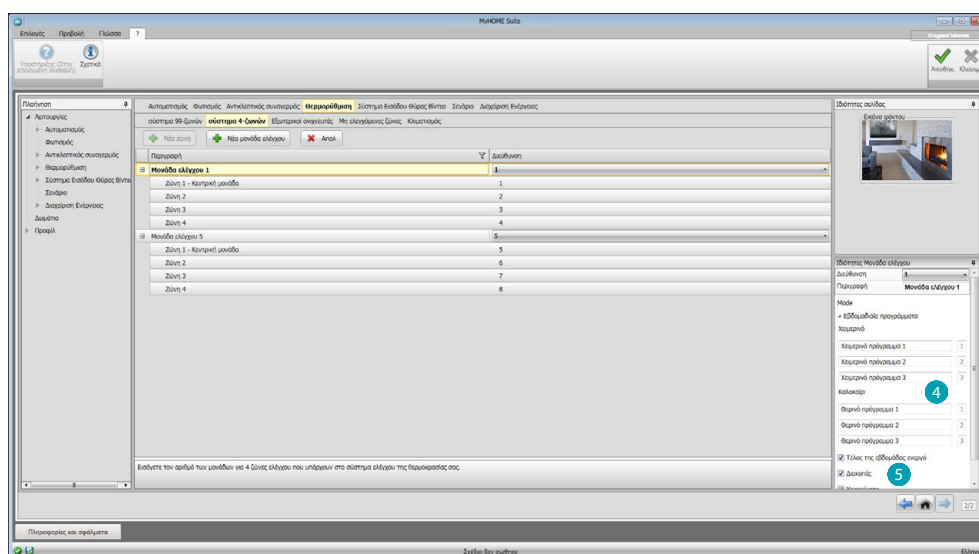 MyHOME Suite
Επιλογές Προβολή Γλώσσα ?
Υποστήριξης (Στην επιλεγμένη συσκευή)
Σχετικά
Αποθήκ. Κλείσιμο
Πλοήγηση
Λειτουργίες
Αυτοματισμός
Φωτισμός
Αντικλεπτικός συναγερμός
Θερμορύθμιση
Σύστημα Εισόδου Θύρας Βίντεο
Σενάριο
Διαχείριση Ενέργειας
Δωμάτια
Προφίλ
Αυτοματισμός Φωτισμός Αντικλεπτικός συναγερμός Θερμορύθμιση Σύστημα Εισόδου Θύρας Βίντεο Σενάριο Διαχείριση Ενέργειας
σύστημα 99-ζωνών σύστημα 4-ζωνών Εξωτερικοί ανιχνευτές Μη ελεγχόμενες ζώνες Κλιματισμός
Νέα ζώνη Νέα μονάδα ελέγχου Απαλ
Περιγραφή Διεύθυνση
Μονάδα ελέγχου 1 1
Ζώνη 1 - Κεντρική μονάδα 1
Ζώνη 2 2
Ζώνη 3 3
Ζώνη 4 4
Μονάδα ελέγχου 5 5
Ζώνη 1 - Κεντρική μονάδα 5
Ζώνη 2 6
Ζώνη 3 7
Ζώνη 4 8
Εισάγετε τον αριθμό των μονάδων για 4 ζώνες ελέγχου που υπάρχουν στο σύστημα ελέγχου της θερμοκρασίας σας.
Ιδιότητες σελίδας
Εικόνα φόντου
Ιδιότητες Μονάδα ελέγχου
Διεύθυνση 1
Περιγραφή Μονάδα ελέγχου 1
Mode
Εβδομαδιαία προγράμματα
Χειμερινό
Χειμερινό πρόγραμμα 1 1
Χειμερινό πρόγραμμα 2 2
Χειμερινό πρόγραμμα 3 3
Καλοκαίρι
4
Θερινό πρόγραμμα 1 1
Θερινό πρόγραμμα 2 2
Θερινό πρόγραμμα 3 3
Τέλος της εβδομάδας ενεργό
Διακοπές
5
2/2
Πληροφορίες και σφάλματα
Σχέδιο δεν σώθηκε